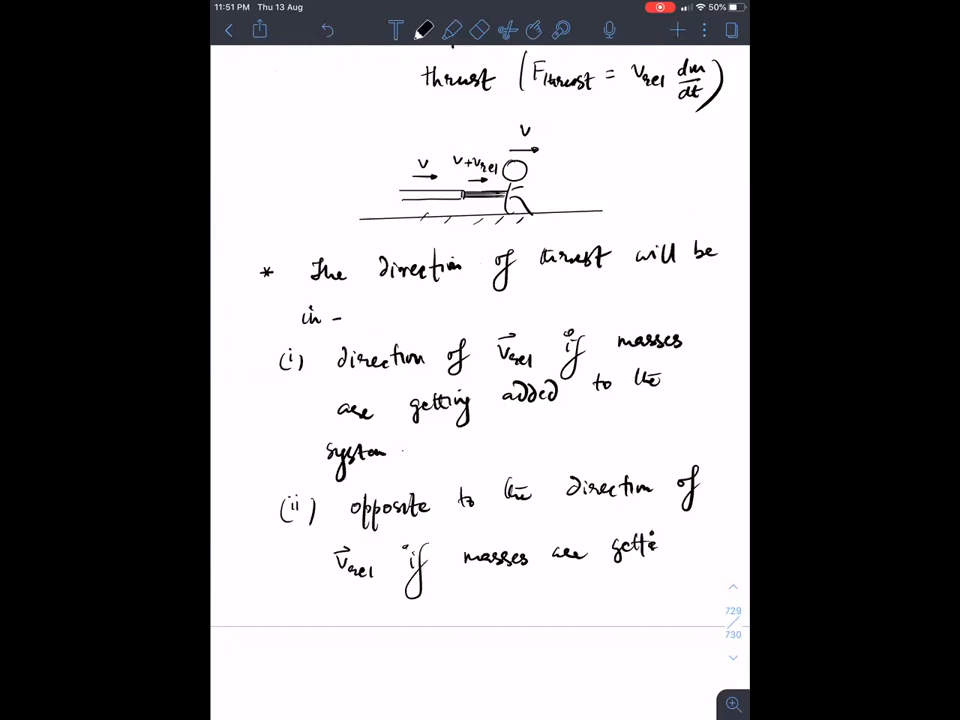 11:51 PM Thu 13 Aug
50%
thrust (Fthrust = vrel dm/dt)
v
v v+vrel
* The direction of thrust will be
in -
(i) direction of vrel if masses
are getting added to the
system.
(ii) opposite to the direction of
vrel if masses are gett
729
730